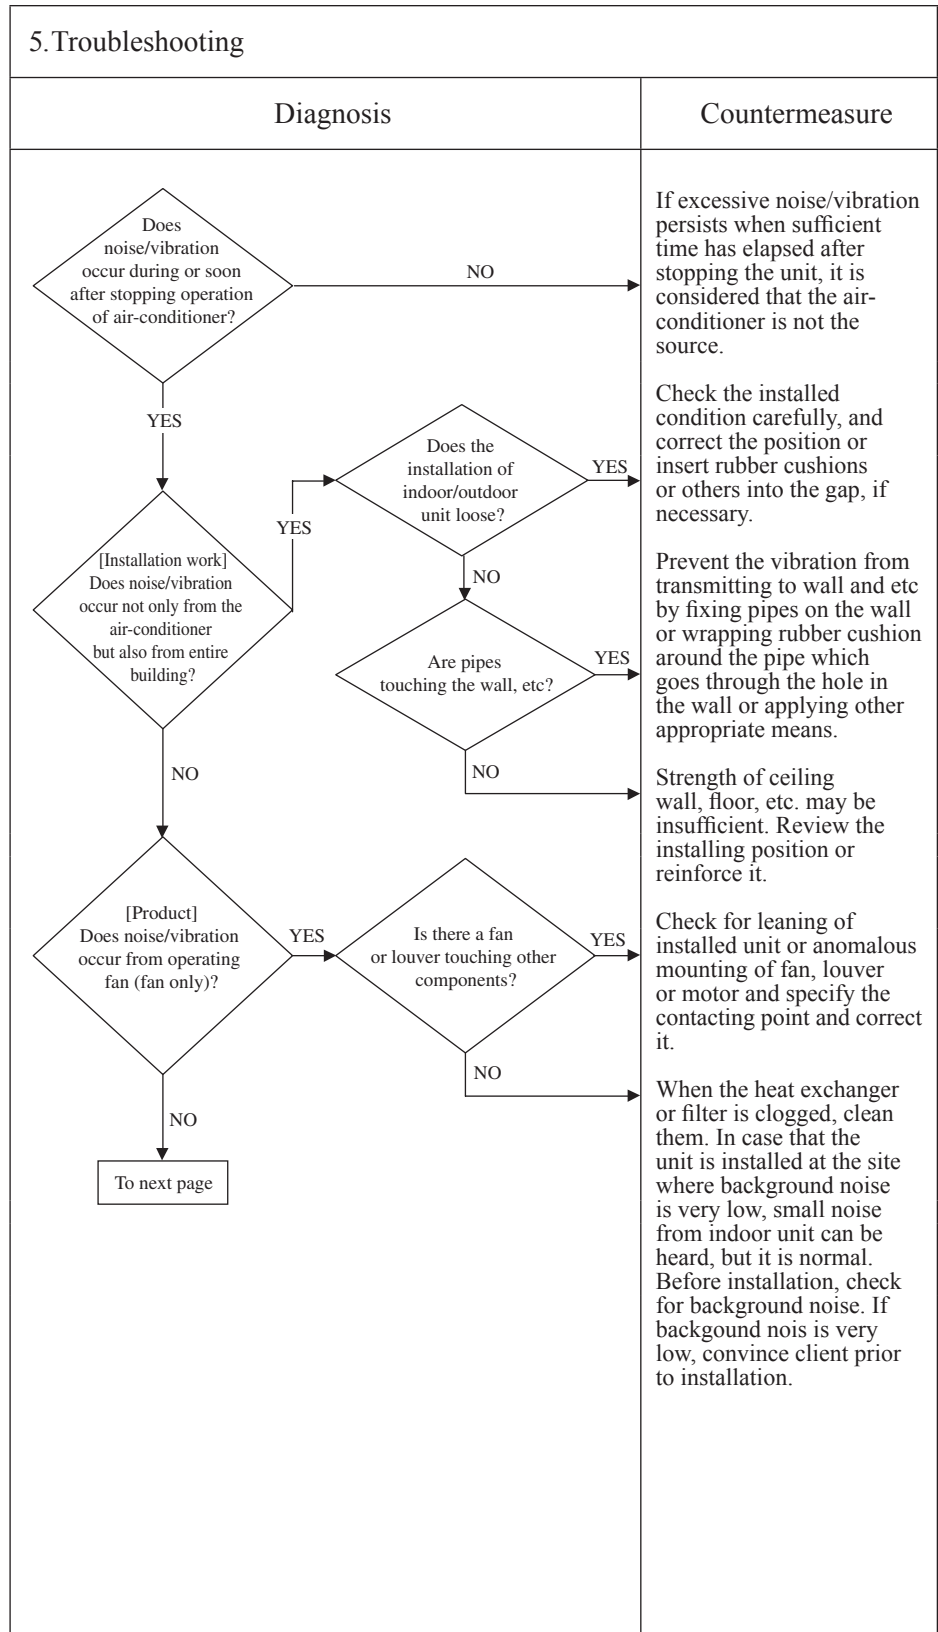 5.Troubleshooting
Diagnosis
Countermeasure
Does
noise/vibration
occur during or soon
after stopping operation
of air-conditioner?
NO
If excessive noise/vibration
persists when sufficient
time has elapsed after
stopping the unit, it is
considered that the air-
conditioner is not the
source.
YES
[Installation work]
Does noise/vibration
occur not only from the
air-conditioner
but also from entire
building?
YES
Does the
installation of
indoor/outdoor
unit loose?
YES
Check the installed
condition carefully, and
correct the position or
insert rubber cushions
or others into the gap, if
necessary.
NO
Are pipes
touching the wall, etc?
YES
Prevent the vibration from
transmitting to wall and etc
by fixing pipes on the wall
or wrapping rubber cushion
around the pipe which
goes through the hole in
the wall or applying other
appropriate means.
NO
Strength of ceiling
wall, floor, etc. may be
insufficient. Review the
installing position or
reinforce it.
NO
[Product]
Does noise/vibration
occur from operating
fan (fan only)?
YES
Is there a fan
or louver touching other
components?
YES
Check for leaning of
installed unit or anomalous
mounting of fan, louver
or motor and specify the
contacting point and correct
it.
NO
When the heat exchanger
or filter is clogged, clean
them. In case that the
unit is installed at the site
where background noise
is very low, small noise
from indoor unit can be
heard, but it is normal.
Before installation, check
for background noise. If
backgound nois is very
low, convince client prior
to installation.
NO
To next page